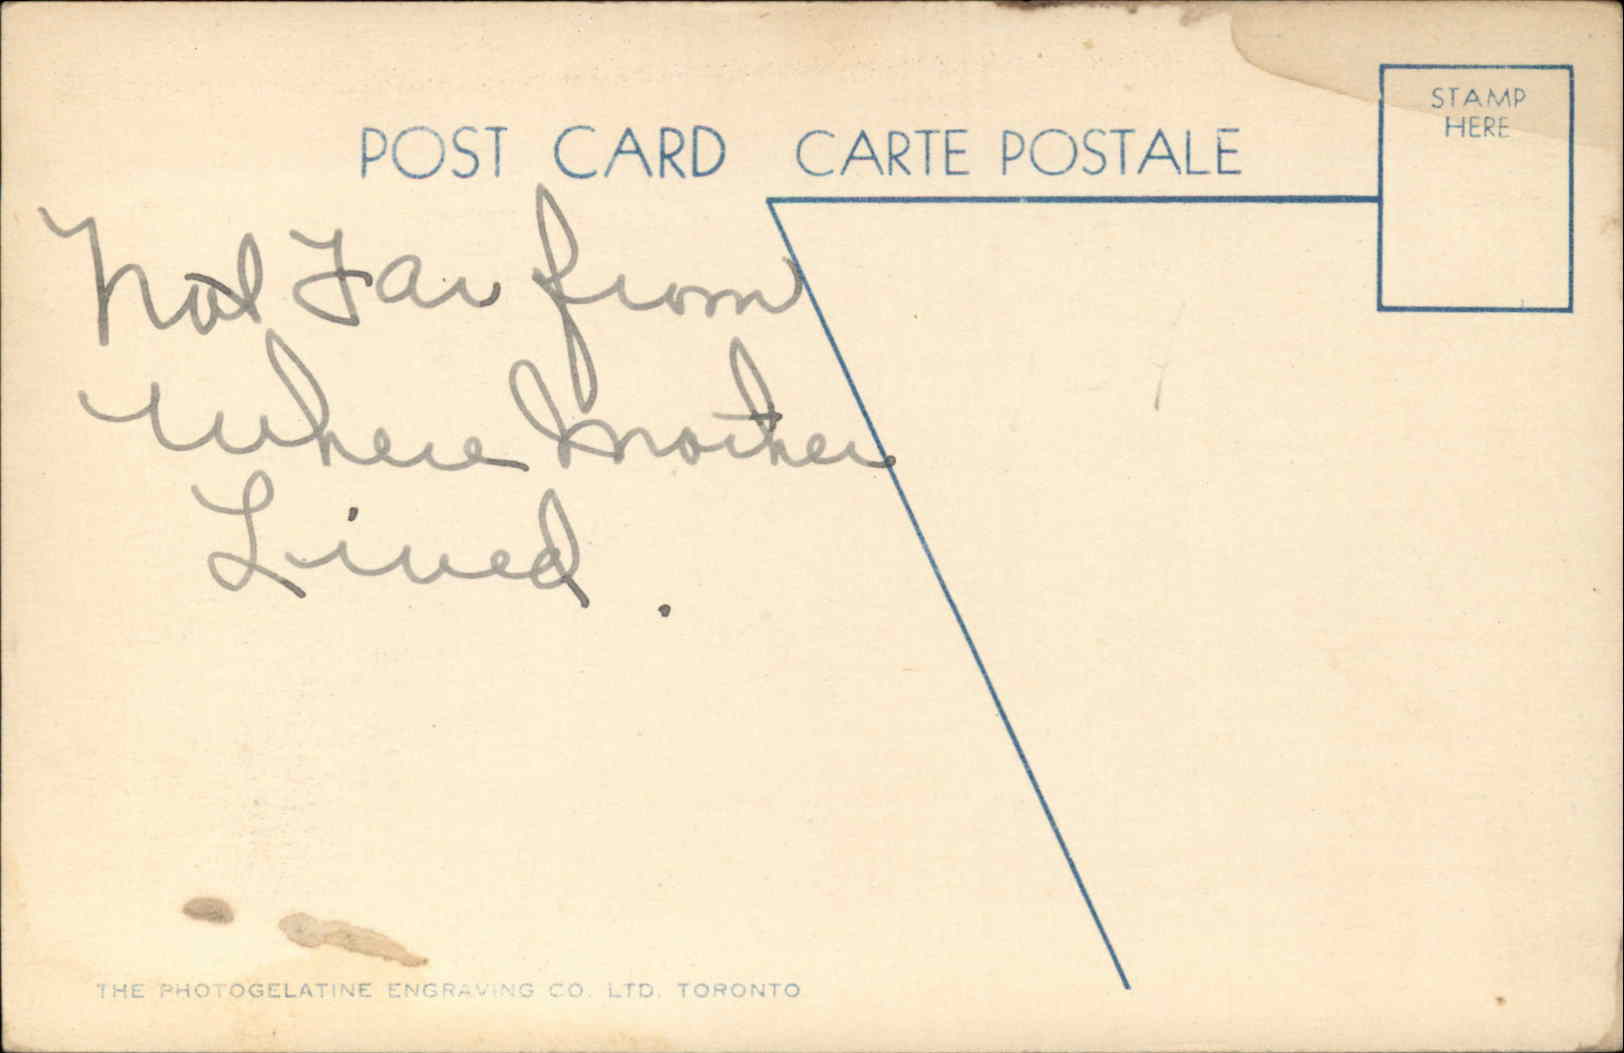 POST CARD CARTE POSTALE
STAMP
HERE
Not Far from
Where Mother
Lived.
THE PHOTOGELATINE ENGRAVING CO. LTD. TORONTO